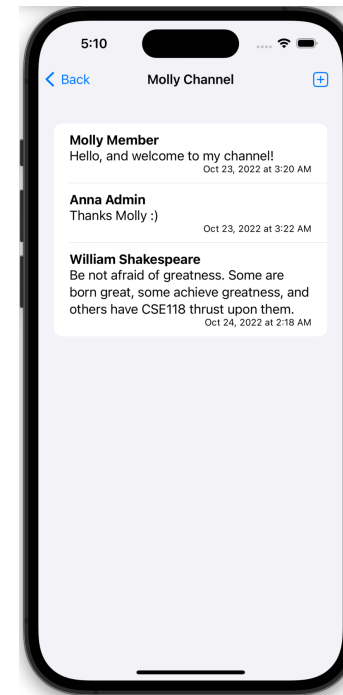 5:10
Back Molly Channel
Molly Member
Hello, and welcome to my channel!
Oct 23, 2022 at 3:20 AM
Anna Admin
Thanks Molly :)
Oct 23, 2022 at 3:22 AM
William Shakespeare
Be not afraid of greatness. Some are
born great, some achieve greatness, and
others have CSE118 thrust upon them.
Oct 24, 2022 at 2:18 AM